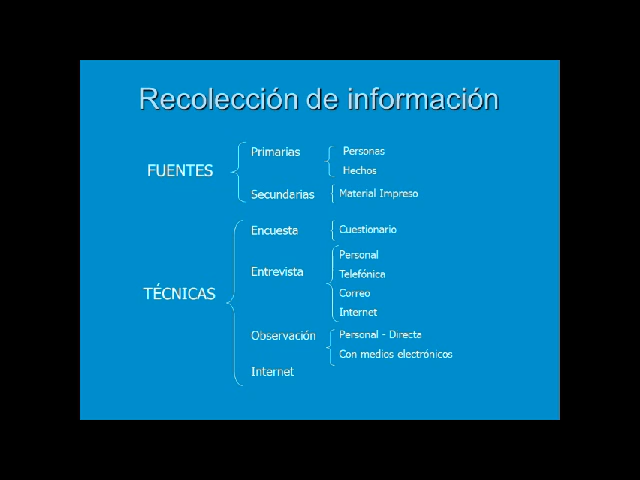 Recolección de información
FUENTES
Primarias
Personas
Hechos
Secundarias
Material Impreso
TÉCNICAS
Encuesta
Cuestionario
Entrevista
Personal
Telefónica
Correo
Internet
Observación
Personal - Directa
Con medios electrónicos
Internet